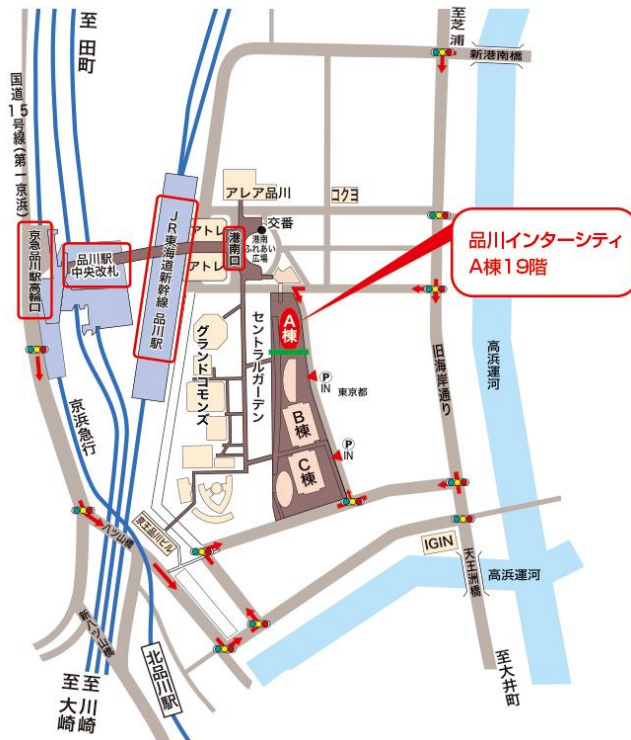 至芝浦
至田町
新港南橋
国道15号線(第一京浜)
アレア品川
コクヨ
交番
アトレ
港南口
港南
ふれあい
広場
アトレ
品川インターシティ
A棟19階
京急品川駅高輪口
品川駅
中央改札
JR東海道新幹線 品川駅
A棟
グランドコモンズ
セントラルガーデン
旧海岸通り
高浜運河
P
IN
東京都
京浜急行
B棟
P
IN
C棟
京王品川ビル
八ツ山橋
IGIN
天王洲橋
高浜運河
新八ツ山橋
北品川駅
至川崎
至大崎
至大井町